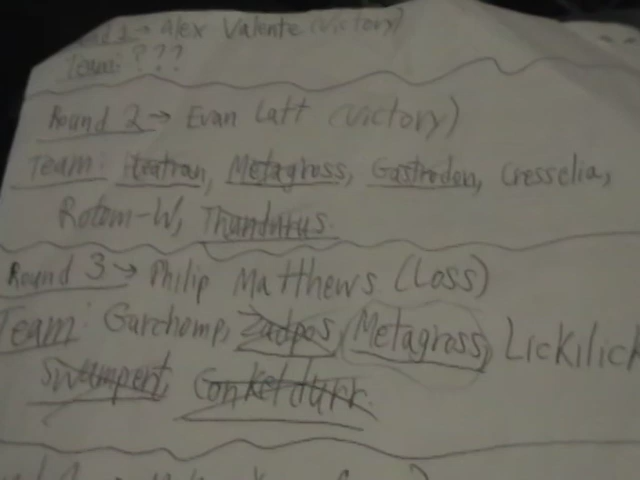 1→ Alex Valente (Victory)
Team: ???
Round 2→ Evan Latt (Victory)
Team: Heatran, Metagross, Gastrodon, Cresselia,
Rotom-W, Thundurus.
Round 3→ Philip Matthews (Loss)
Team: Garchomp, Zadpos, Metagross, Lickilick
Swampert, Conkeldurr.